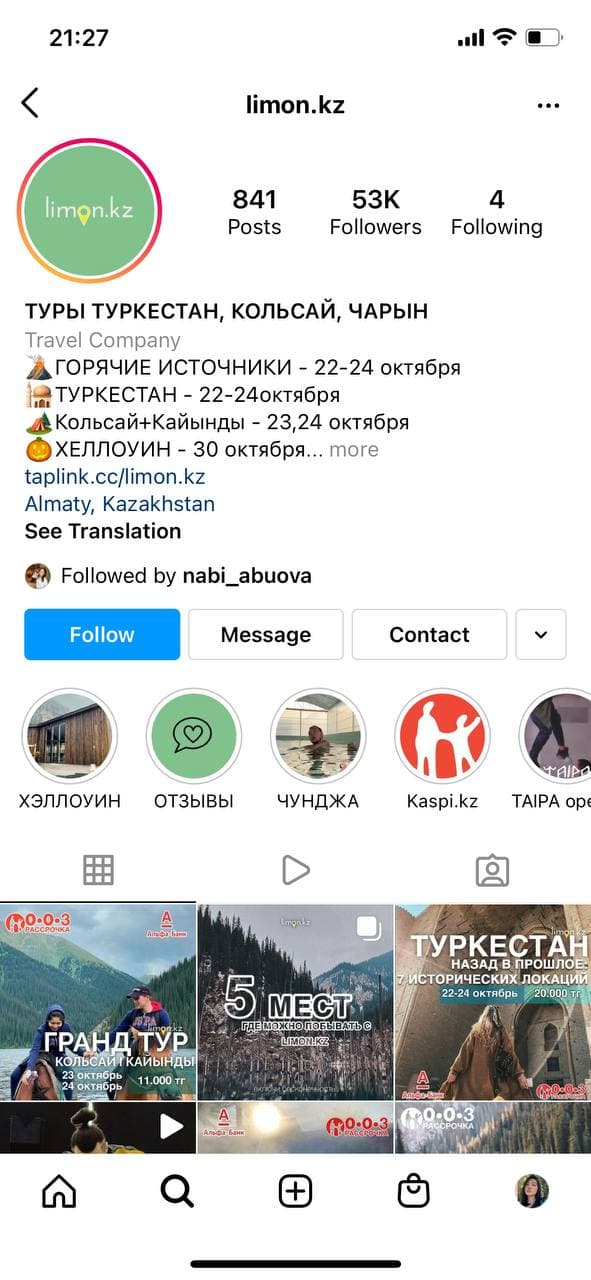 21:27
limon.kz
limon.kz
841
53K
4
Posts
Followers
Following
ТУРЫ ТУРКЕСТАН, КОЛЬСАЙ, ЧАРЫН
Travel Company
ГОРЯЧИЕ ИСТОЧНИКИ - 22-24 октября
ТУРКЕСТАН - 22-24октября
Кольсай+Кайынды - 23,24 октября
ХЕЛЛОУИН - 30 октября... more
taplink.cc/limon.kz
Almaty, Kazakhstan
See Translation
Followed by nabi_abuova
Follow
Message
Contact
TAIPA
ХЭЛЛОУИН
ОТЗЫВЫ
ЧУНДЖА
Kaspi.kz
TAIPA ope
0·0·3
РАССРОЧКА
А
Альфа-Банк
limon.kz
ГРАНД ТУР
КОЛЬСАЙ КАЙЫНДЫ
23 октябрь
24 октябрь
11.000 тг
limon.kz
5 МЕСТ
ГДЕ МОЖНО ПОБЫВАТЬ С
LIMON.KZ
limon.kz
ТУРКЕСТАН
НАЗАД В ПРОШЛОЕ:
7 ИСТОРИЧЕСКИХ ЛОКАЦИЙ
22-24 октябрь
20.000 тг
А
Альфа-Банк
0·0·3
А
Альфа-Банк
0·0·3
РАССРОЧКА
0·0·3
РАССРОЧКА